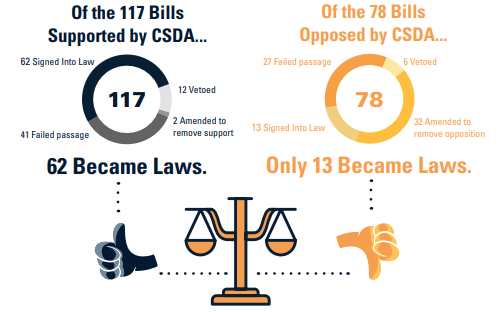 Of the 117 Bills
Supported by CSDA...
62 Signed Into Law
12 Vetoed
117
2 Amended to
remove support
41 Failed passage
62 Became Laws.
Of the 78 Bills
Opposed by CSDA...
27 Failed passage
6 Vetoed
78
13 Signed Into Law
32 Amended to
remove opposition
Only 13 Became Laws.